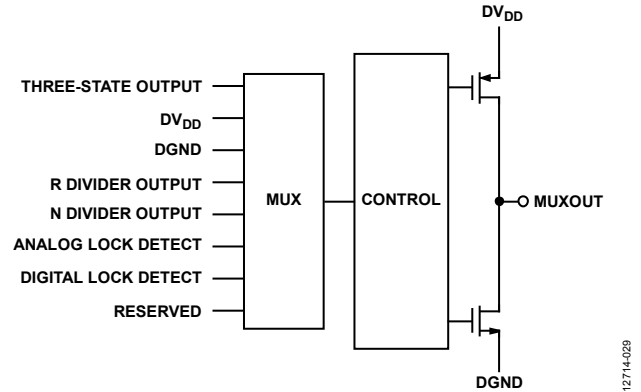 DVDD
THREE-STATE OUTPUT
DVDD
DGND
R DIVIDER OUTPUT
N DIVIDER OUTPUT
ANALOG LOCK DETECT
DIGITAL LOCK DETECT
RESERVED
MUX
CONTROL
MUXOUT
DGND
12714-029